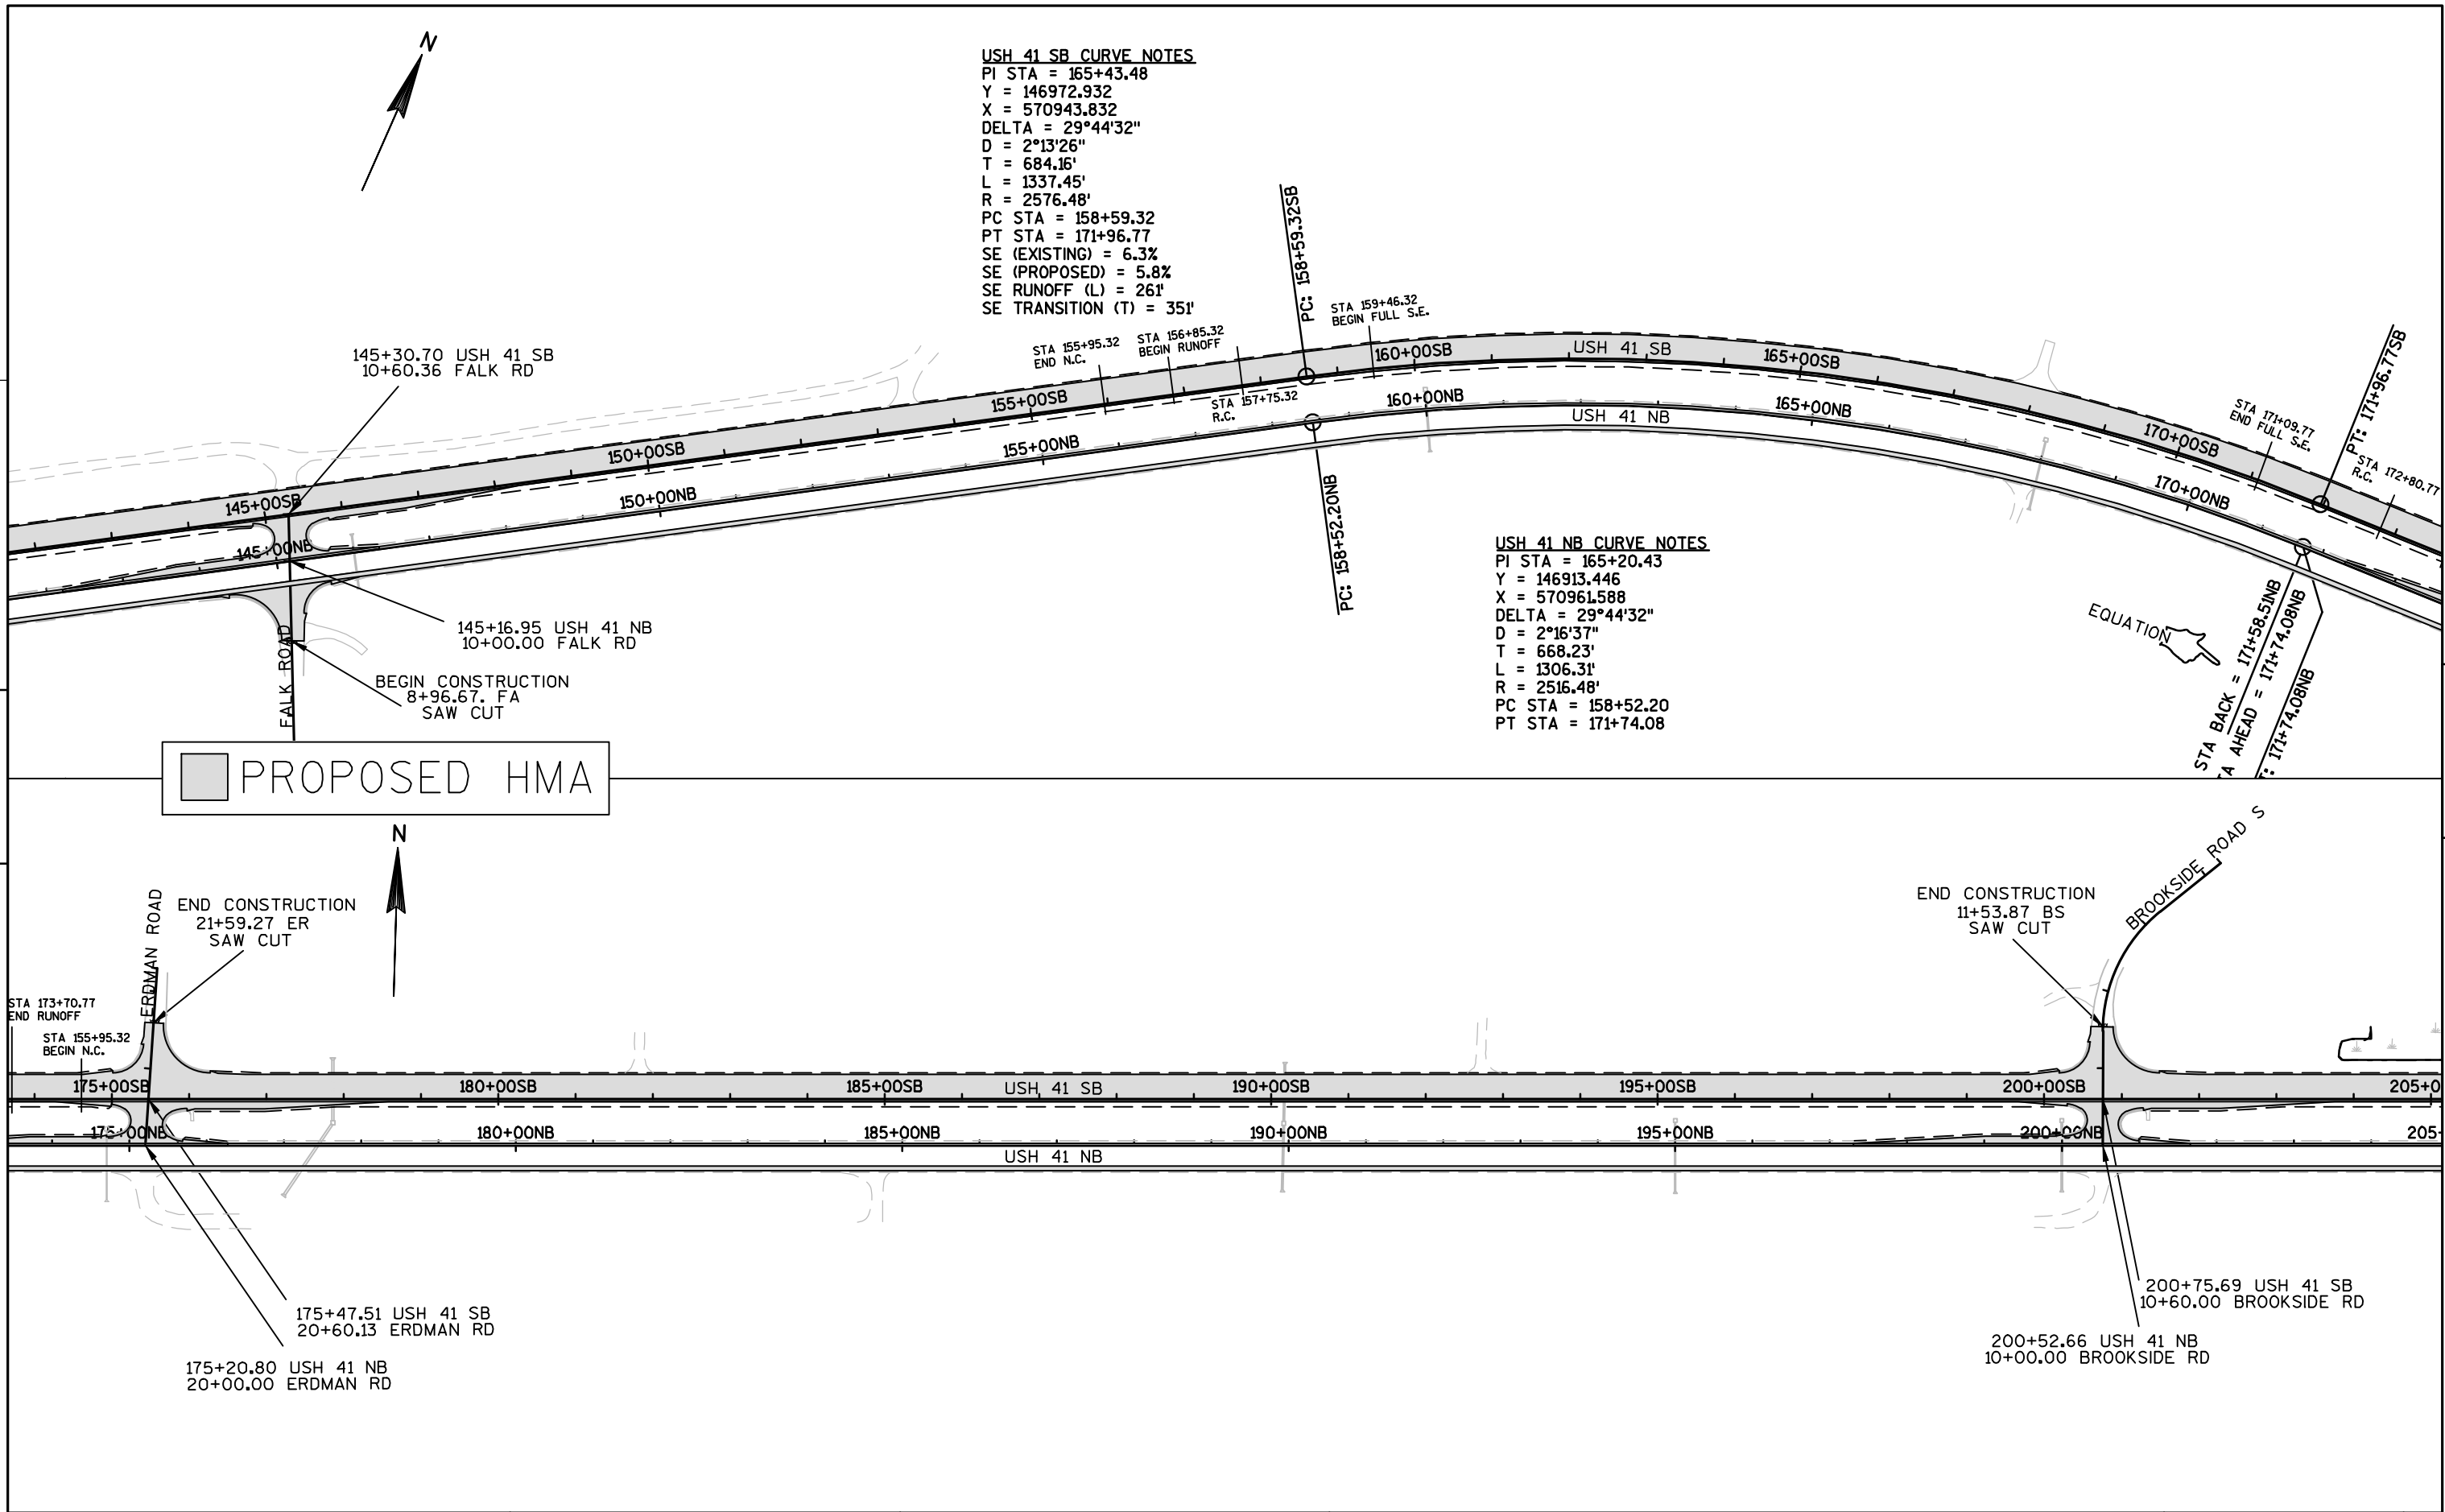 N
USH 41 SB CURVE NOTES
PI STA = 165+43.48
Y = 146972.932
X = 570943.832
DELTA = 29°44'32"
D = 2°13'26"
T = 684.16'
L = 1337.45'
R = 2576.48'
PC STA = 158+59.32
PT STA = 171+96.77
SE (EXISTING) = 6.3%
SE (PROPOSED) = 5.8%
SE RUNOFF (L) = 261'
SE TRANSITION (T) = 351'
145+30.70 USH 41 SB
10+60.36 FALK RD
STA 155+95.32
END N.C.
STA 156+85.32
BEGIN RUNOFF
STA 157+75.32
R.C.
PC: 158+59.32SB
STA 159+46.32
BEGIN FULL S.E.
145+00SB
150+00SB
155+00SB
160+00SB
USH 41 SB
165+00SB
170+00SB
STA 171+09.77
END FULL S.E.
PT: 171+96.77SB
STA 172+80.77
R.C.
145+00NB
150+00NB
155+00NB
160+00NB
USH 41 NB
165+00NB
170+00NB
PC: 158+52.20NB
145+16.95 USH 41 NB
10+00.00 FALK RD
BEGIN CONSTRUCTION
8+96.67. FA
SAW CUT
FALK ROAD
USH 41 NB CURVE NOTES
PI STA = 165+20.43
Y = 146913.446
X = 570961.588
DELTA = 29°44'32"
D = 2°16'37"
T = 668.23'
L = 1306.31'
R = 2516.48'
PC STA = 158+52.20
PT STA = 171+74.08
EQUATION
STA BACK = 171+58.51NB
TA AHEAD = 171+74.08NB
T: 171+74.08NB
PROPOSED HMA
N
ERDMAN ROAD
END CONSTRUCTION
21+59.27 ER
SAW CUT
STA 173+70.77
END RUNOFF
STA 155+95.32
BEGIN N.C.
END CONSTRUCTION
11+53.87 BS
SAW CUT
BROOKSIDE ROAD S
175+00SB
180+00SB
185+00SB
USH 41 SB
190+00SB
195+00SB
200+00SB
205+0
175+00NB
180+00NB
185+00NB
190+00NB
195+00NB
200+00NB
205+
USH 41 NB
175+47.51 USH 41 SB
20+60.13 ERDMAN RD
175+20.80 USH 41 NB
20+00.00 ERDMAN RD
200+75.69 USH 41 SB
10+60.00 BROOKSIDE RD
200+52.66 USH 41 NB
10+00.00 BROOKSIDE RD